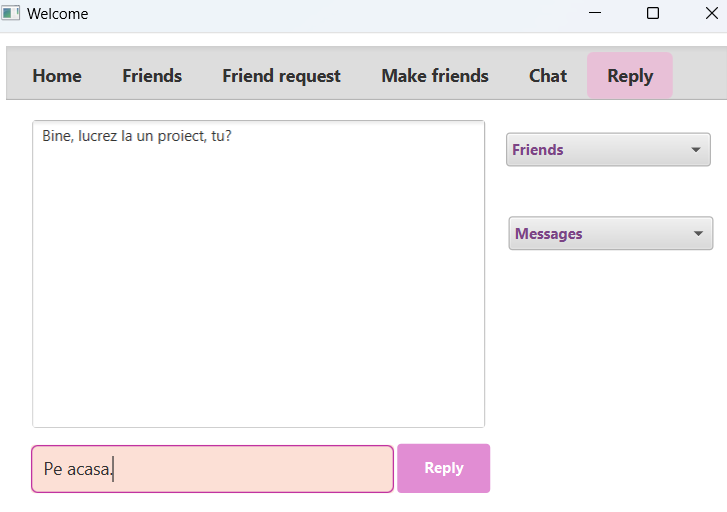 Welcome
Home Friends Friend request Make friends Chat Reply
Bine, lucrez la un proiect, tu?
Friends
Messages
Pe acasa.
Reply